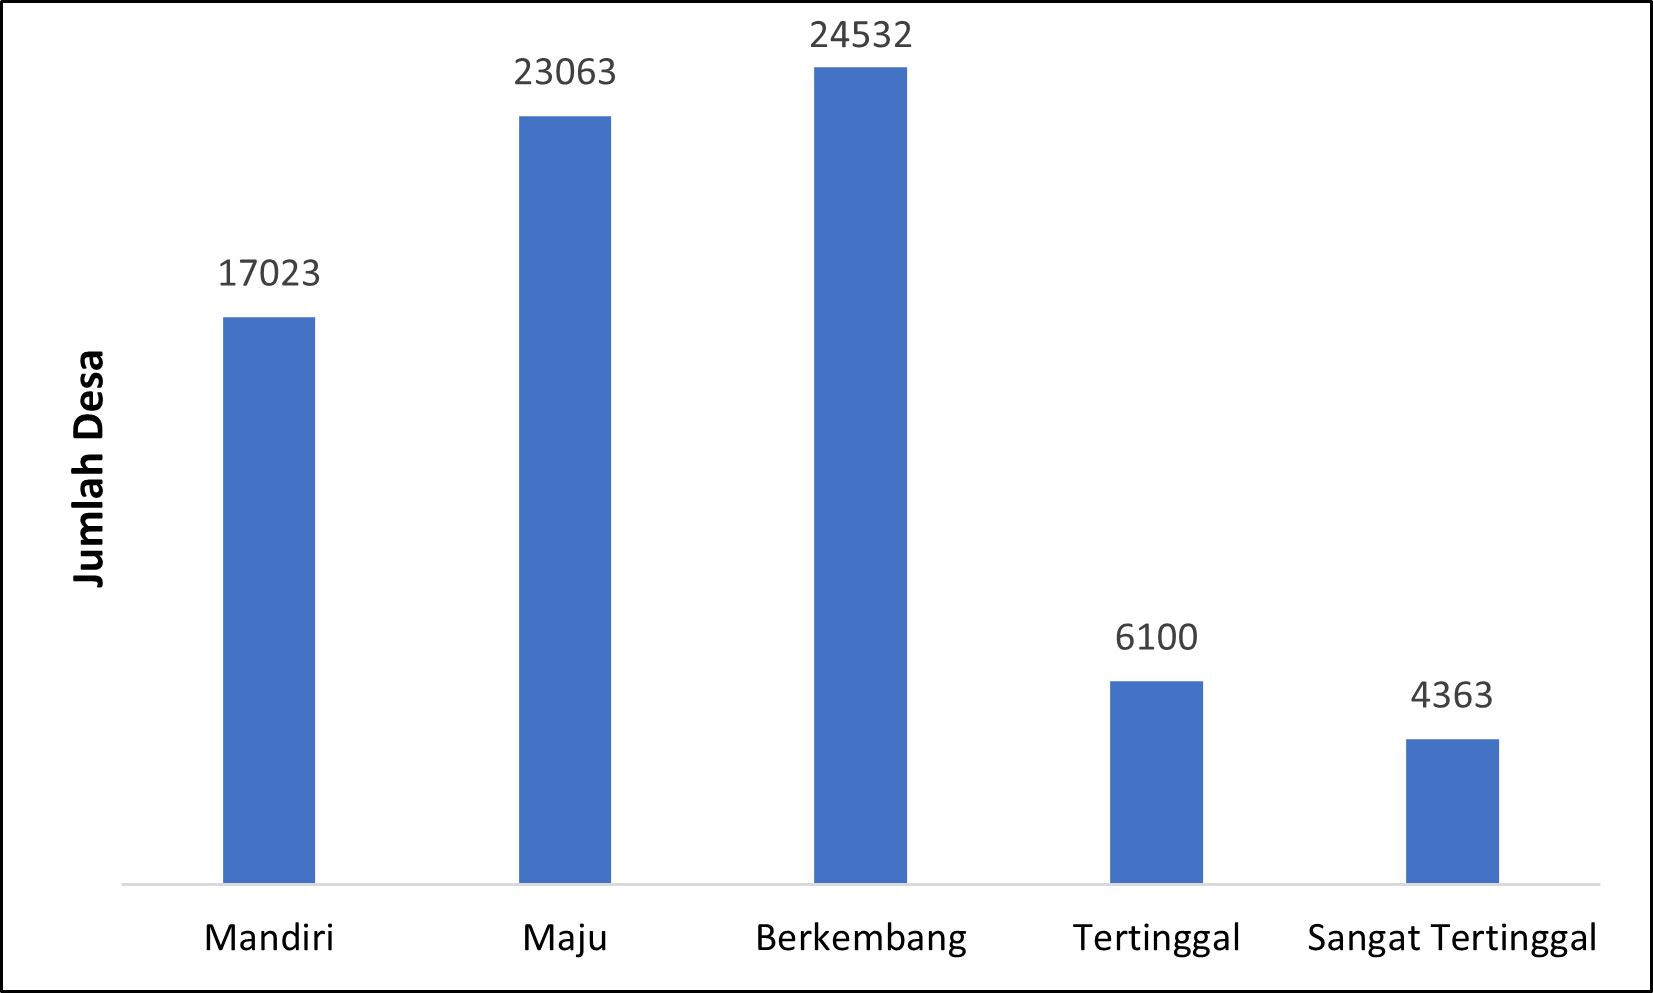 24532
23063
17023
6100
4363
Jumlah Desa
Mandiri
Maju
Berkembang
Tertinggal
Sangat Tertinggal